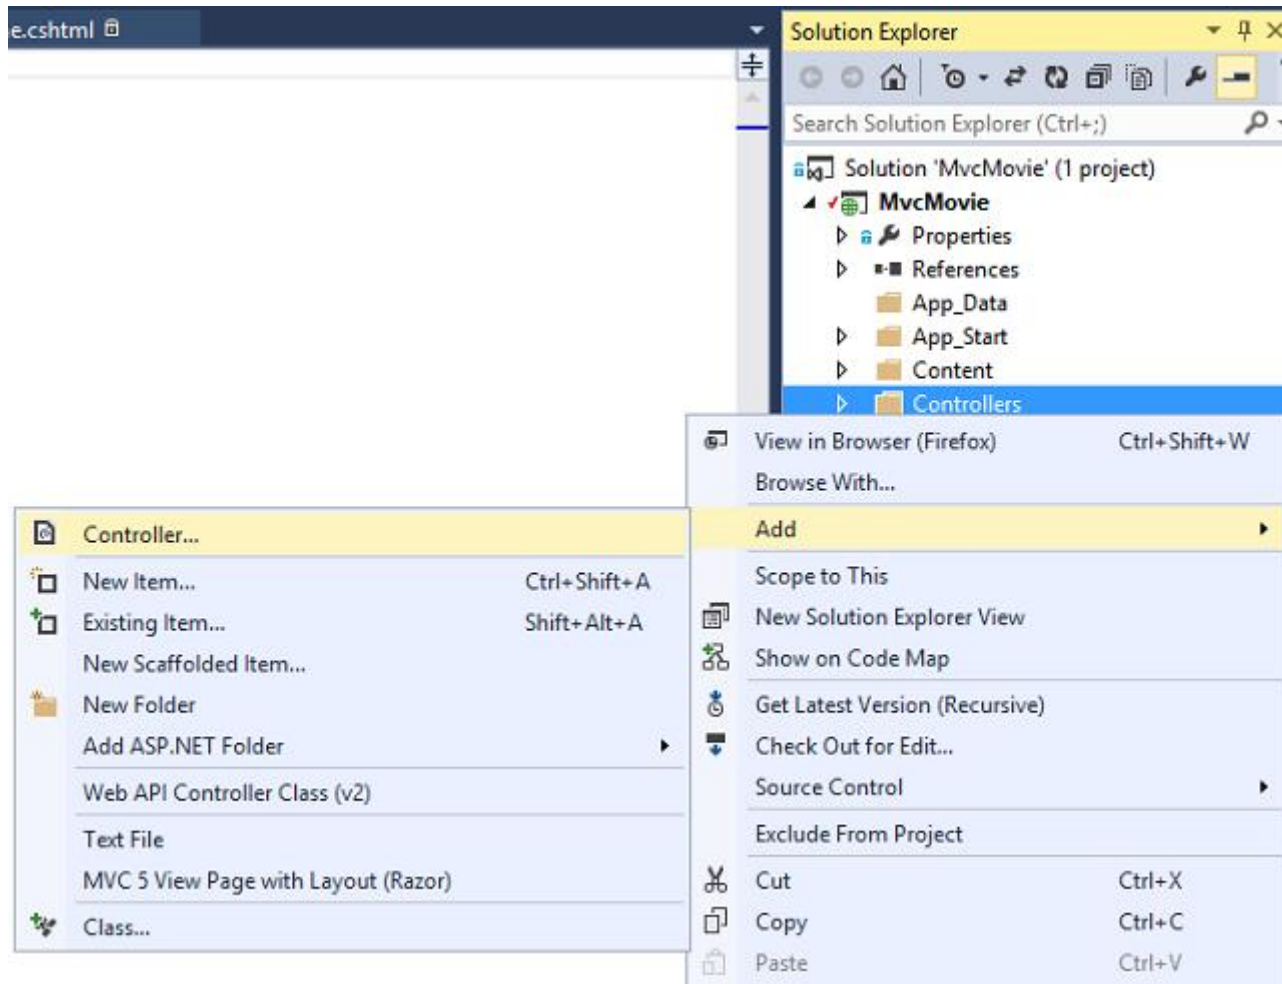 e.cshtml
Solution Explorer
Search Solution Explorer (Ctrl+;)
Solution 'MvcMovie' (1 project)
MvcMovie
Properties
References
App_Data
App_Start
Content
Controllers
View in Browser (Firefox) Ctrl+Shift+W
Browse With...
Add
Scope to This
New Solution Explorer View
Show on Code Map
Get Latest Version (Recursive)
Check Out for Edit...
Source Control
Exclude From Project
Cut Ctrl+X
Copy Ctrl+C
Paste Ctrl+V
Controller...
New Item... Ctrl+Shift+A
Existing Item... Shift+Alt+A
New Scaffolded Item...
New Folder
Add ASP.NET Folder
Web API Controller Class (v2)
Text File
MVC 5 View Page with Layout (Razor)
Class...